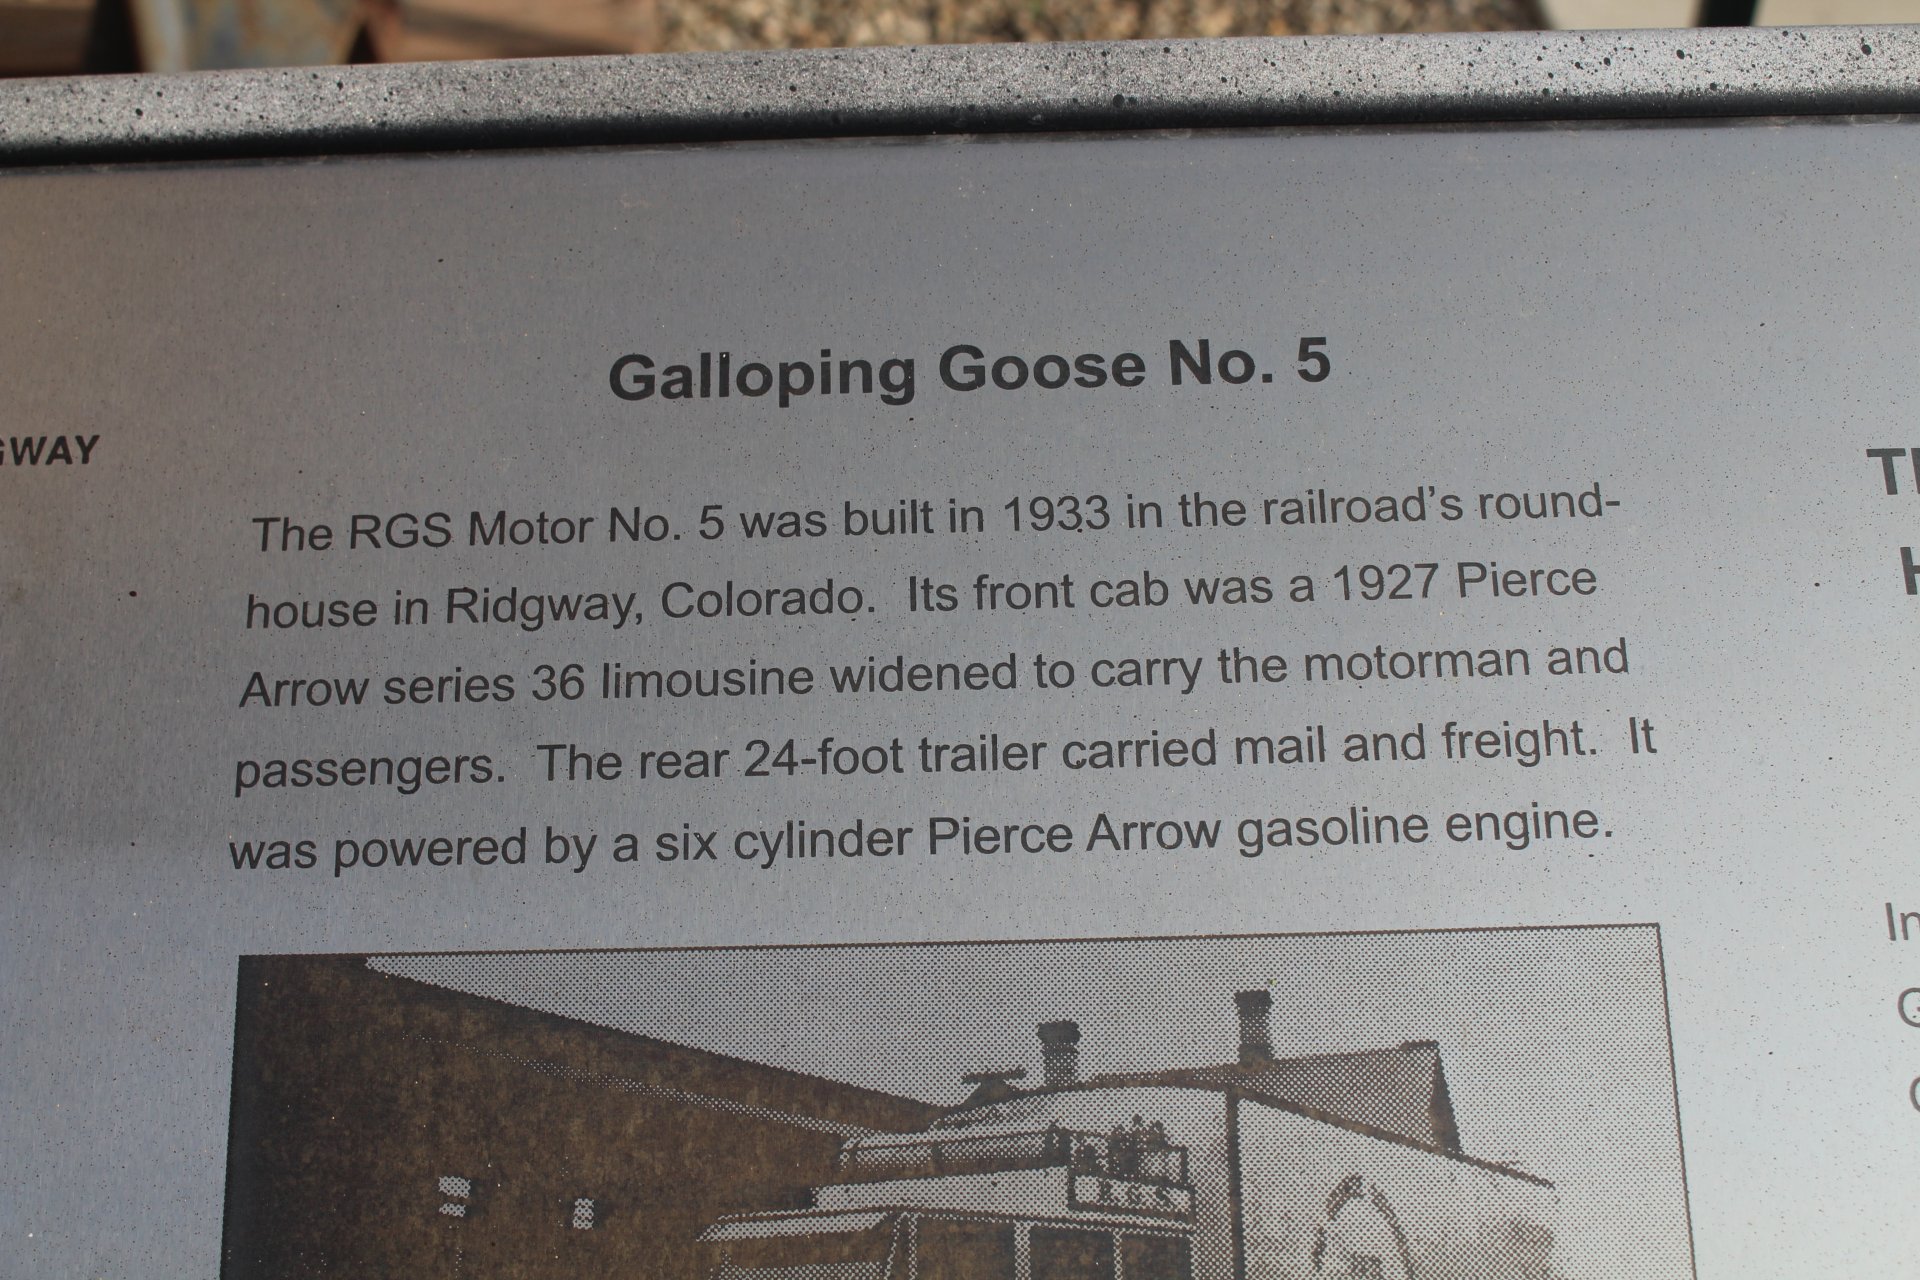 Galloping Goose No. 5
GWAY
The RGS Motor No. 5 was built in 1933 in the railroad's round-
house in Ridgway, Colorado.  Its front cab was a 1927 Pierce
Arrow series 36 limousine widened to carry the motorman and
passengers.  The rear 24-foot trailer carried mail and freight.  It
was powered by a six cylinder Pierce Arrow gasoline engine.
R.G.S.
In